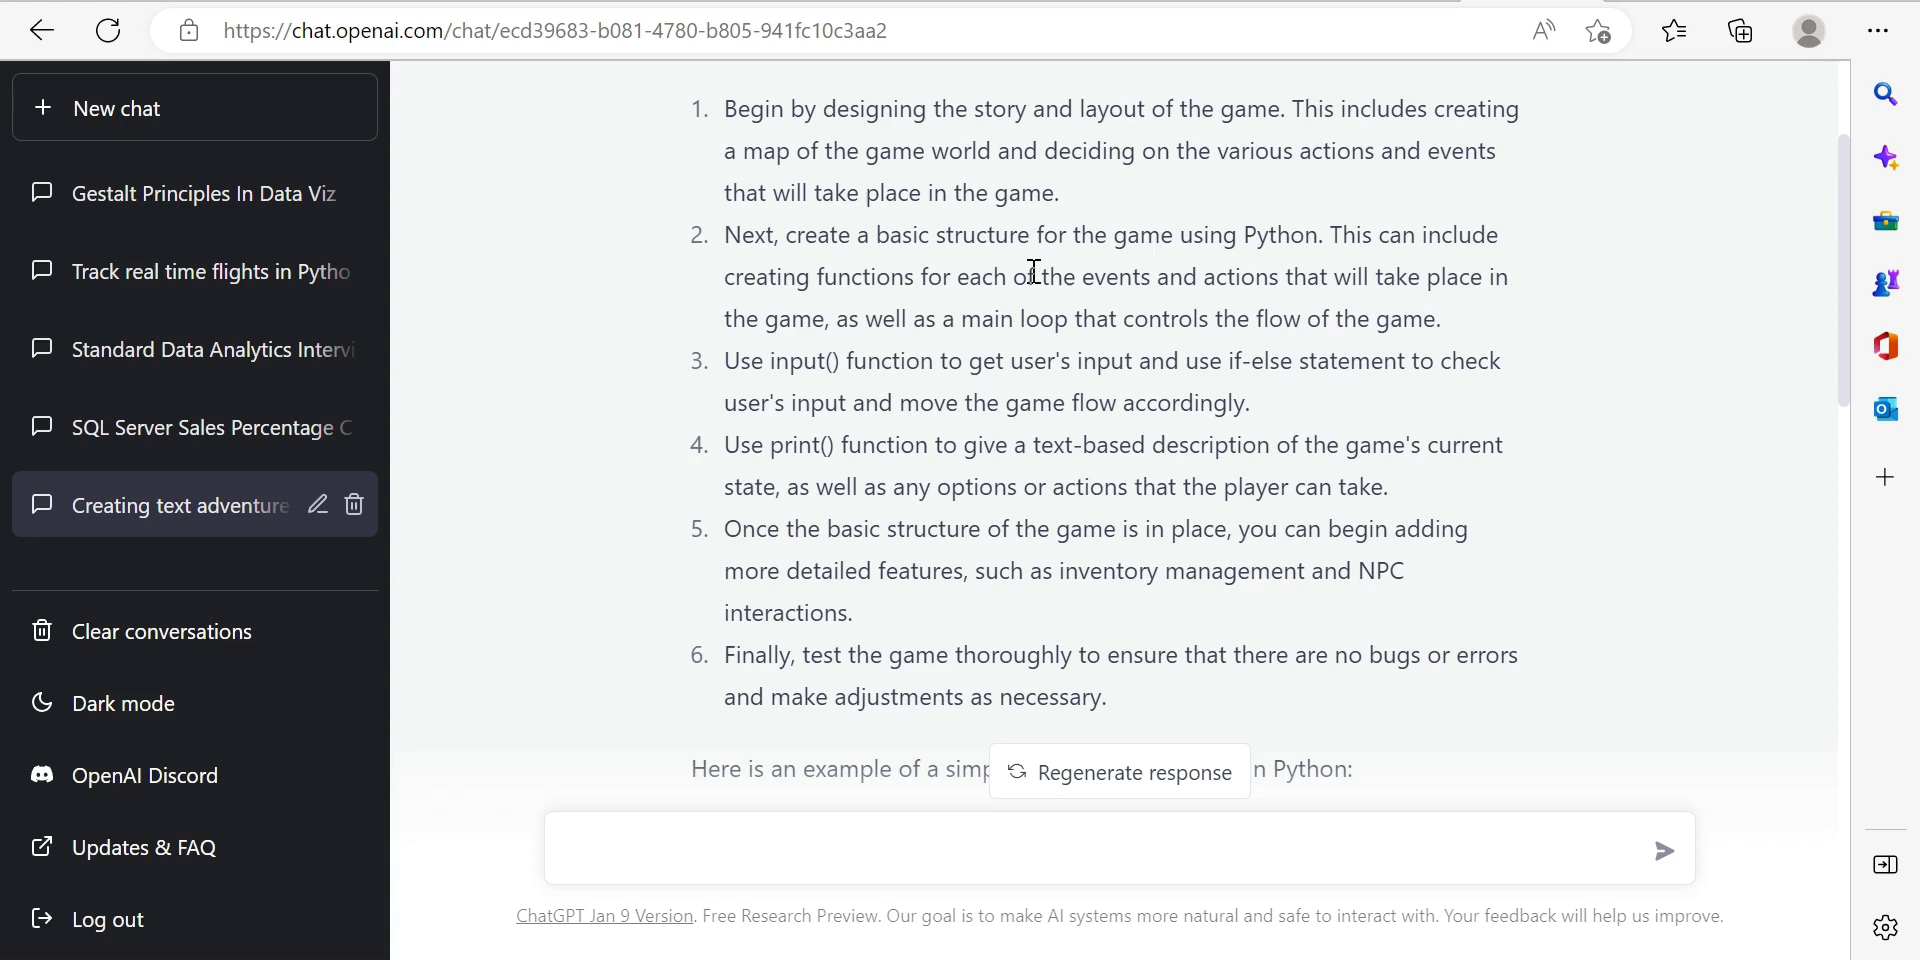 https://chat.openai.com/chat/ecd39683-b081-4780-b805-941fc10c3aa2
New chat
Gestalt Principles In Data Viz
Track real time flights in Pytho
Standard Data Analytics Intervi
SQL Server Sales Percentage C
Creating text adventure
Clear conversations
Dark mode
OpenAI Discord
Updates & FAQ
Log out
1. Begin by designing the story and layout of the game. This includes creating
a map of the game world and deciding on the various actions and events
that will take place in the game.
2. Next, create a basic structure for the game using Python. This can include
creating functions for each of the events and actions that will take place in
the game, as well as a main loop that controls the flow of the game.
3. Use input() function to get user's input and use if-else statement to check
user's input and move the game flow accordingly.
4. Use print() function to give a text-based description of the game's current
state, as well as any options or actions that the player can take.
5. Once the basic structure of the game is in place, you can begin adding
more detailed features, such as inventory management and NPC
interactions.
6. Finally, test the game thoroughly to ensure that there are no bugs or errors
and make adjustments as necessary.
Here is an example of a simp
Regenerate response
n Python:
ChatGPT Jan 9 Version. Free Research Preview. Our goal is to make AI systems more natural and safe to interact with. Your feedback will help us improve.